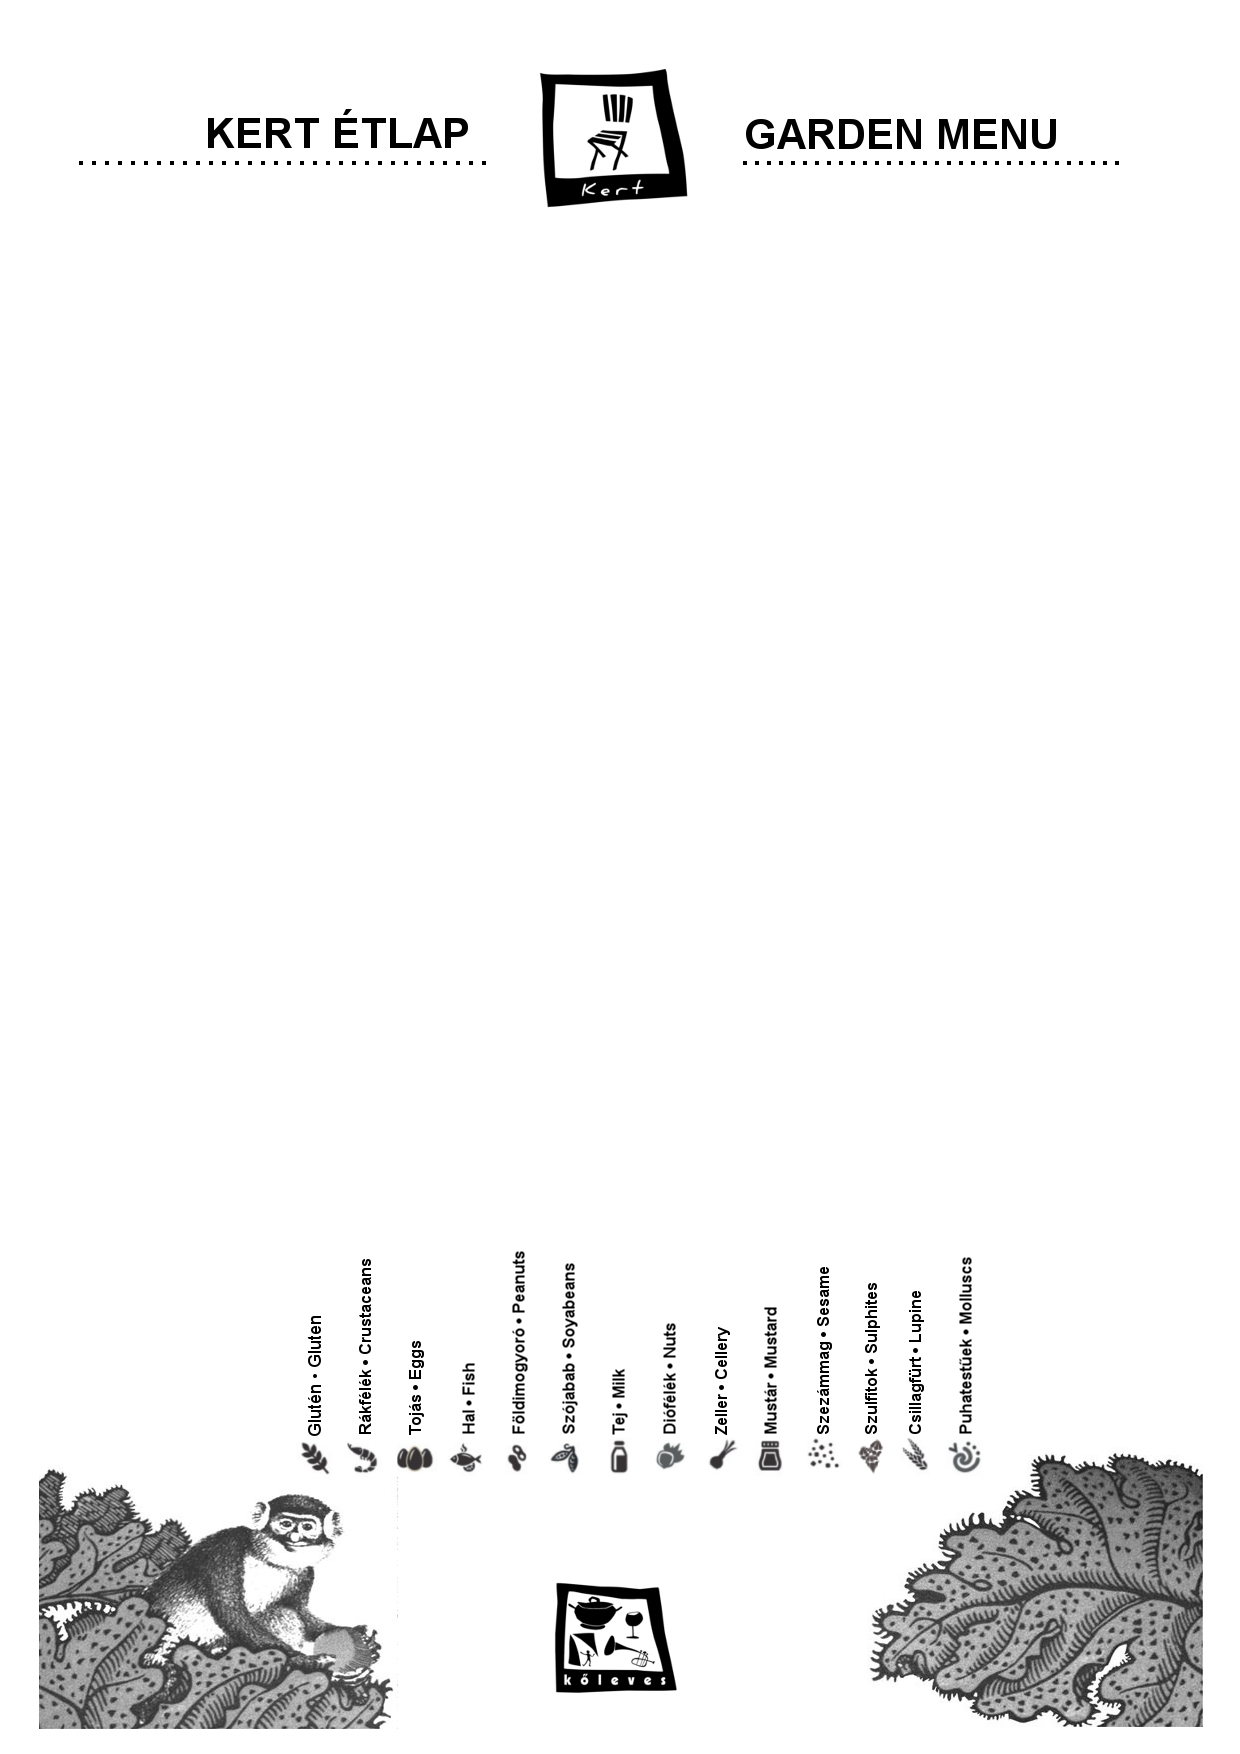 KERT ÉTLAP
GARDEN MENU
Kert
Glutén • Gluten
Rákfélék • Crustaceans
Tojás • Eggs
Hal • Fish
Földimogyoró • Peanuts
Szójabab • Soyabeans
Tej • Milk
Diófélék • Nuts
Zeller • Cellery
Mustár • Mustard
Szezámmag • Sesame
Szulfitok • Sulphites
Csillagfürt • Lupine
Puhatestűek • Molluscs
kőleves